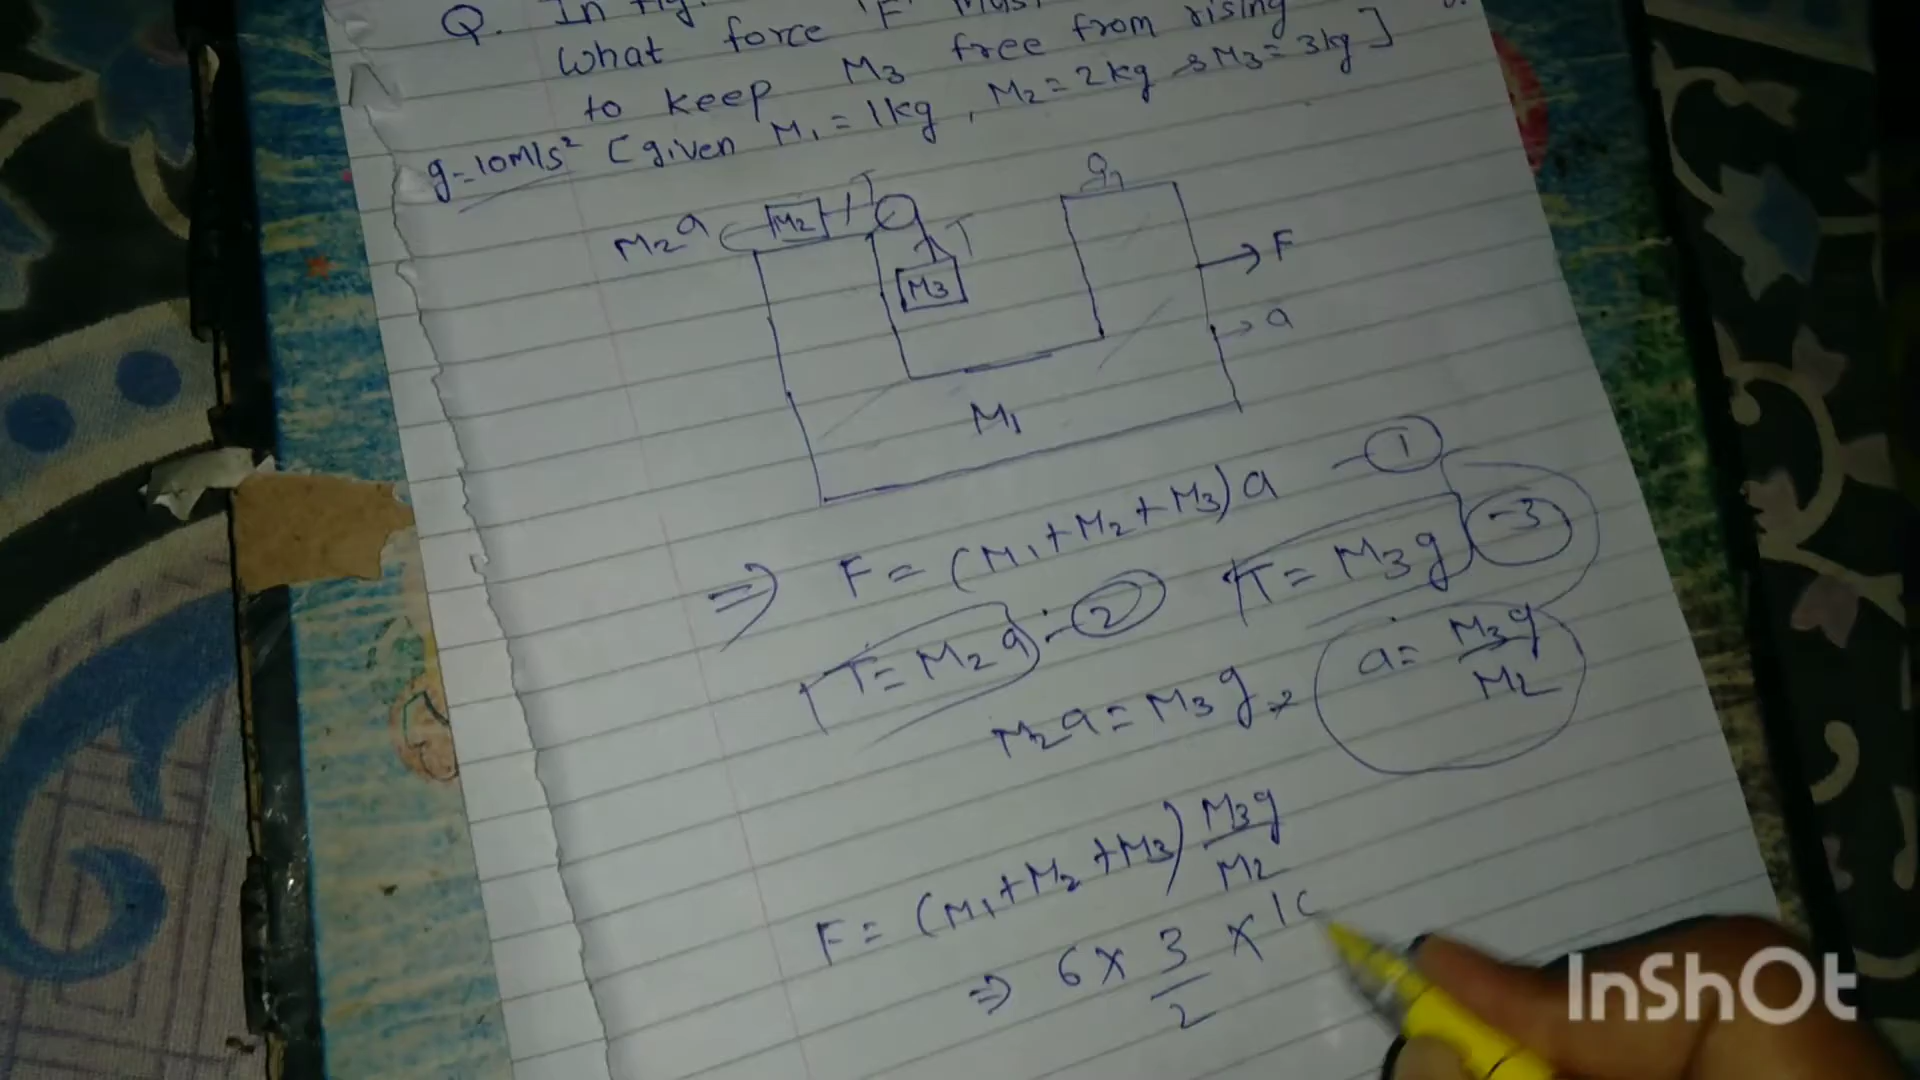 Q. In fig.
What force 'F' must
to keep M3 free from rising
g=10M/s² [given M1 = 1kg, M2=2kg, M3=3kg]
M2a
M2
T
T
M3
F
a
M1
⇒ F = (M1+M2+M3)a -①
T=M2a -② T=M3g -3
M2a=M3g, a= M3g/M2
F= (M1+M2+M3) M3g/M2
⇒ 6 x 3/2 x 10
InShOt